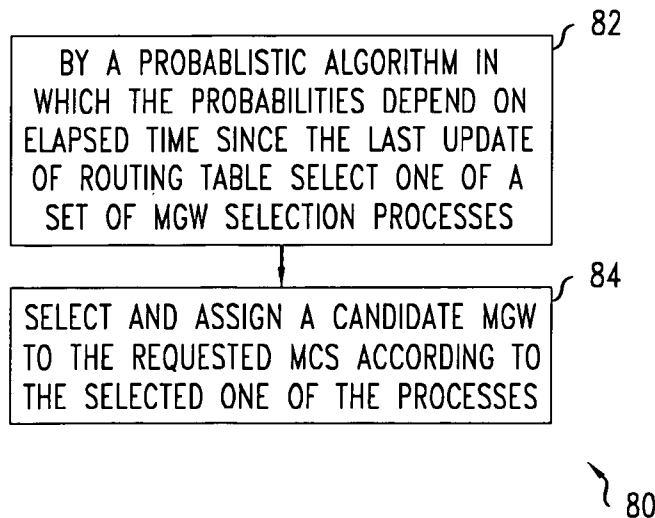 82
BY A PROBABLISTIC ALGORITHM IN
WHICH THE PROBABILITIES DEPEND ON
ELAPSED TIME SINCE THE LAST UPDATE
OF ROUTING TABLE SELECT ONE OF A
SET OF MGW SELECTION PROCESSES
84
SELECT AND ASSIGN A CANDIDATE MGW
TO THE REQUESTED MCS ACCORDING TO
THE SELECTED ONE OF THE PROCESSES
80